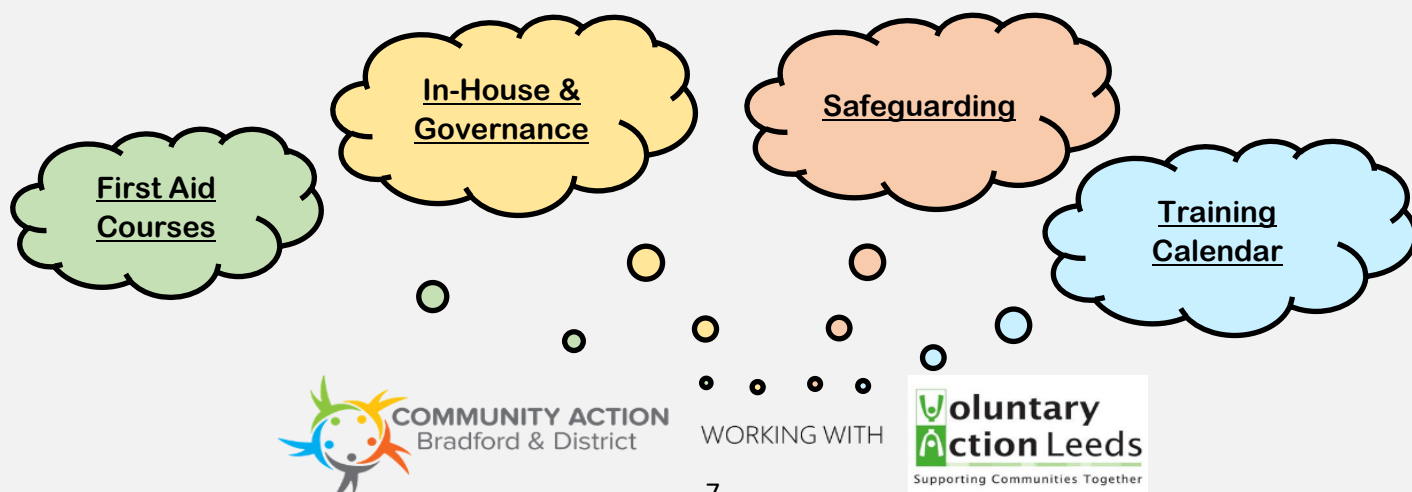 First Aid
Courses
In-House &
Governance
Safeguarding
Training
Calendar
COMMUNITY ACTION
Bradford & District
WORKING WITH
Voluntary
Action Leeds
Supporting Communities Together
7